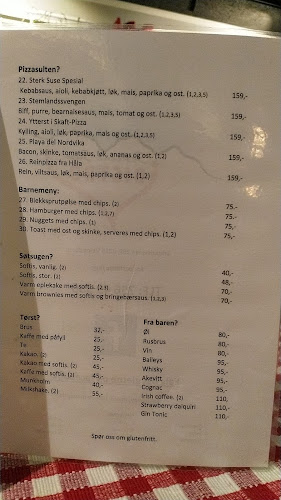 Pizzasulten?
22. Sterk Suse Spesial
Kebabsaus, aioli, kebabkjøtt, løk, mais, paprika og ost. (1,2,3,5) 159,-
23. Stemlandssvengen
Biff, purre, bearnaisesaus, mais, tomat og ost. (1,2,3,5) 159,-
24. Ytterst i Skaft-Pizza
Kylling, aioli, løk, paprika, mais og ost. (1,2,3,5) 159,-
25. Playa del Nordvika
Bacon, skinke, tomatsaus, løk, ananas og ost. (1,2) 159,-
26. Reinpizza fra Håla
Rein, viltsaus, løk, mais, paprika og ost. (1,2) 159,-
Barnemeny:
27. Blekksprutpølse med chips. (2) 75,-
28. Hamburger med chips. (1,2,7) 75,-
29. Nuggets med chips. (1) 75,-
30. Toast med ost og skinke, serveres med chips. (1,2) 75,-
Søtsugen?
Softis, vanlig. (2) 40,-
Softis, stor. (2) 48,-
Varm eplekake med softis. (2,3) 70,-
Varm brownies med softis og bringebærsaus. (1,2,3) 70,-
Tørst?
Brus 32,-
Kaffe med påfyll 25,-
Te 25,-
Kakao. (2) 25,-
Kakao med softis. (2) 45,-
Kaffe med softis. (2) 45,-
Munkholm 40,-
Milkshake. (2) 55,-
Fra baren?
Øl 80,-
Rusbrus 80,-
Vin 80,-
Baileys 95,-
Whisky 95,-
Akevitt 95,-
Cognac 95,-
Irish coffee. (2) 110,-
Strawberry daiquiri 110,-
Gin Tonic 110,-
Spør oss om glutenfritt.